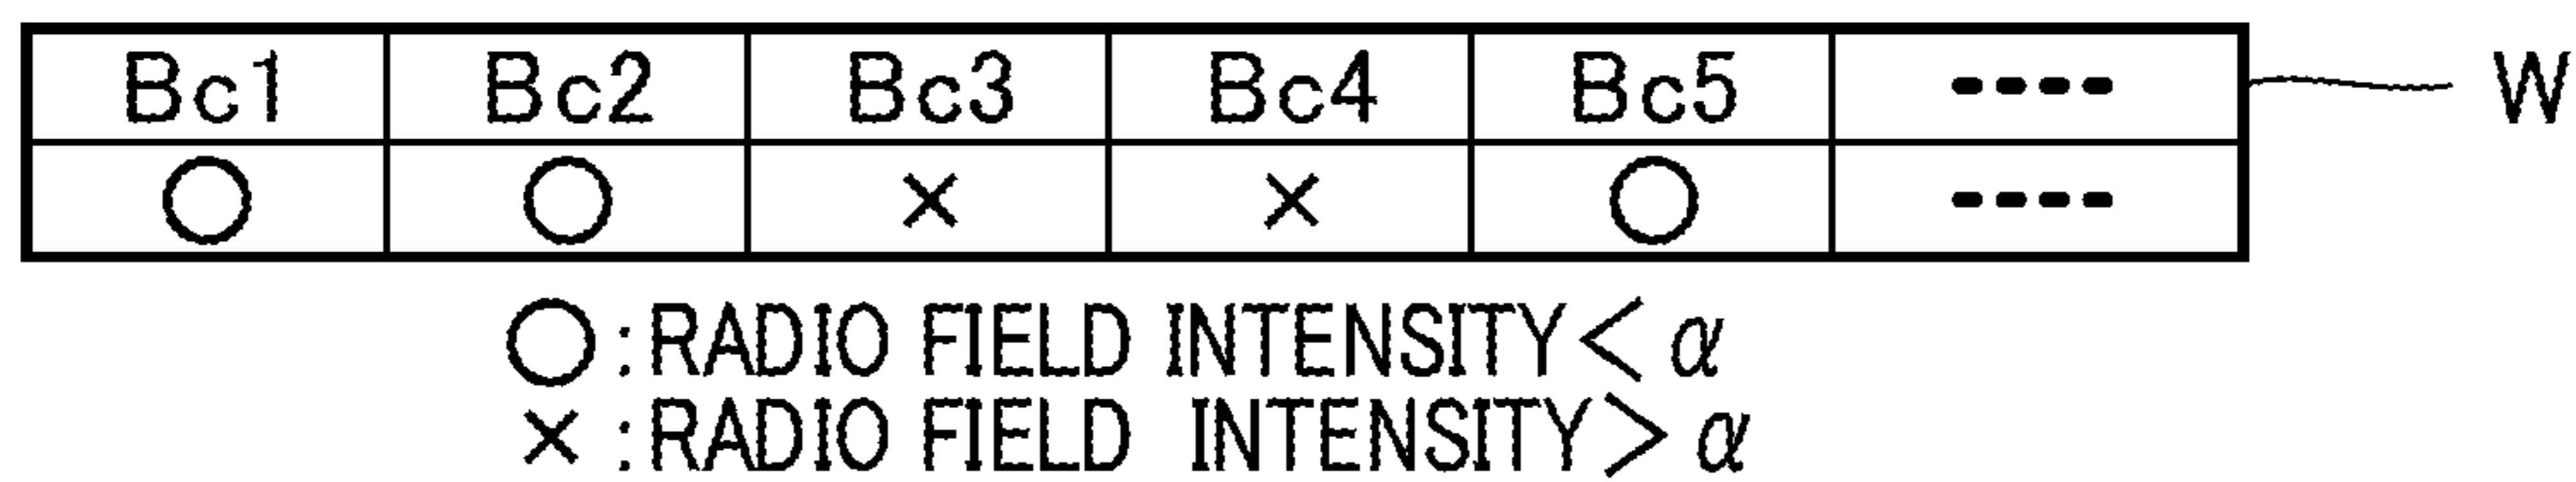 Bc1 Bc2 Bc3 Bc4 Bc5 ---- W
○ ○ × × ○ ----
○:RADIO FIELD INTENSITY<α
×:RADIO FIELD INTENSITY>α